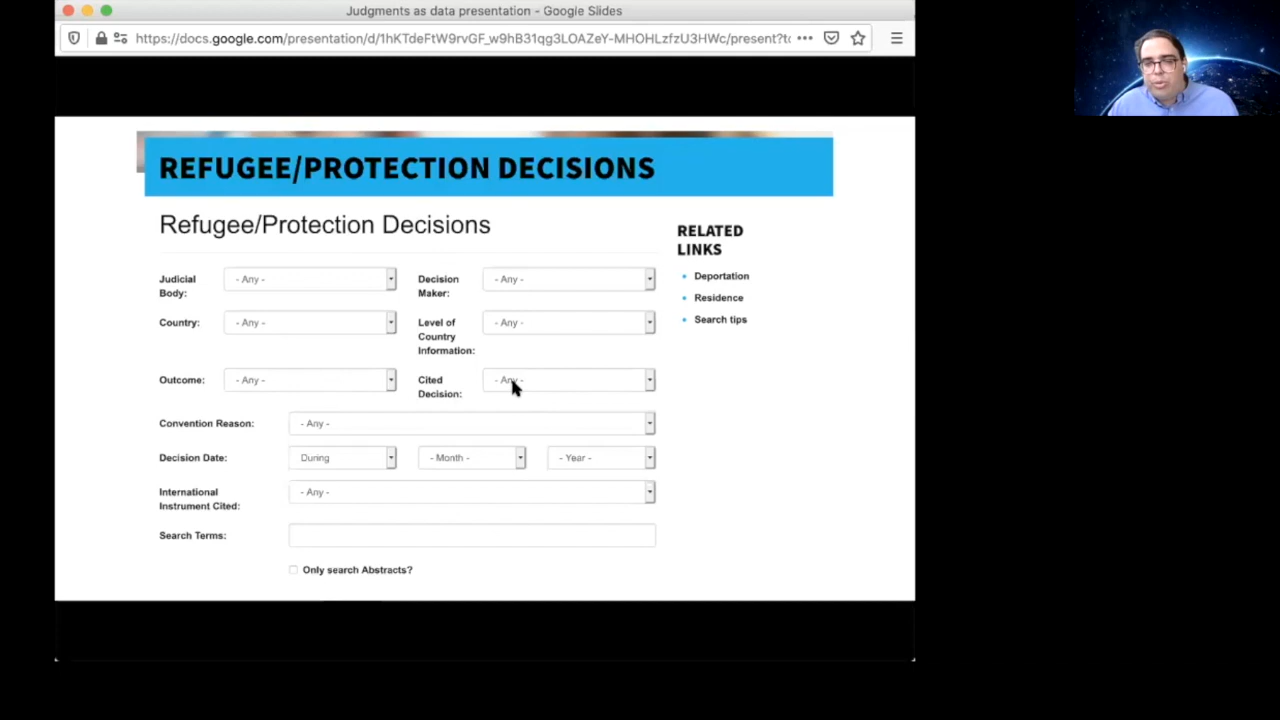 Judgments as data presentation - Google Slides
https://docs.google.com/presentation/d/1hKTdeFtW9rvGF_w9hB31qg3LOAZeY-MHOHLzfzU3HWc/present?tc
REFUGEE/PROTECTION DECISIONS
Refugee/Protection Decisions
Judicial
Body:
- Any -
Decision
Maker:
- Any -
Country:
- Any -
Level of
Country
Information:
- Any -
Outcome:
- Any -
Cited
Decision:
- Any -
Convention Reason:
- Any -
Decision Date:
During
- Month -
- Year -
International
Instrument Cited:
- Any -
Search Terms:
Only search Abstracts?
RELATED
LINKS
Deportation
Residence
Search tips